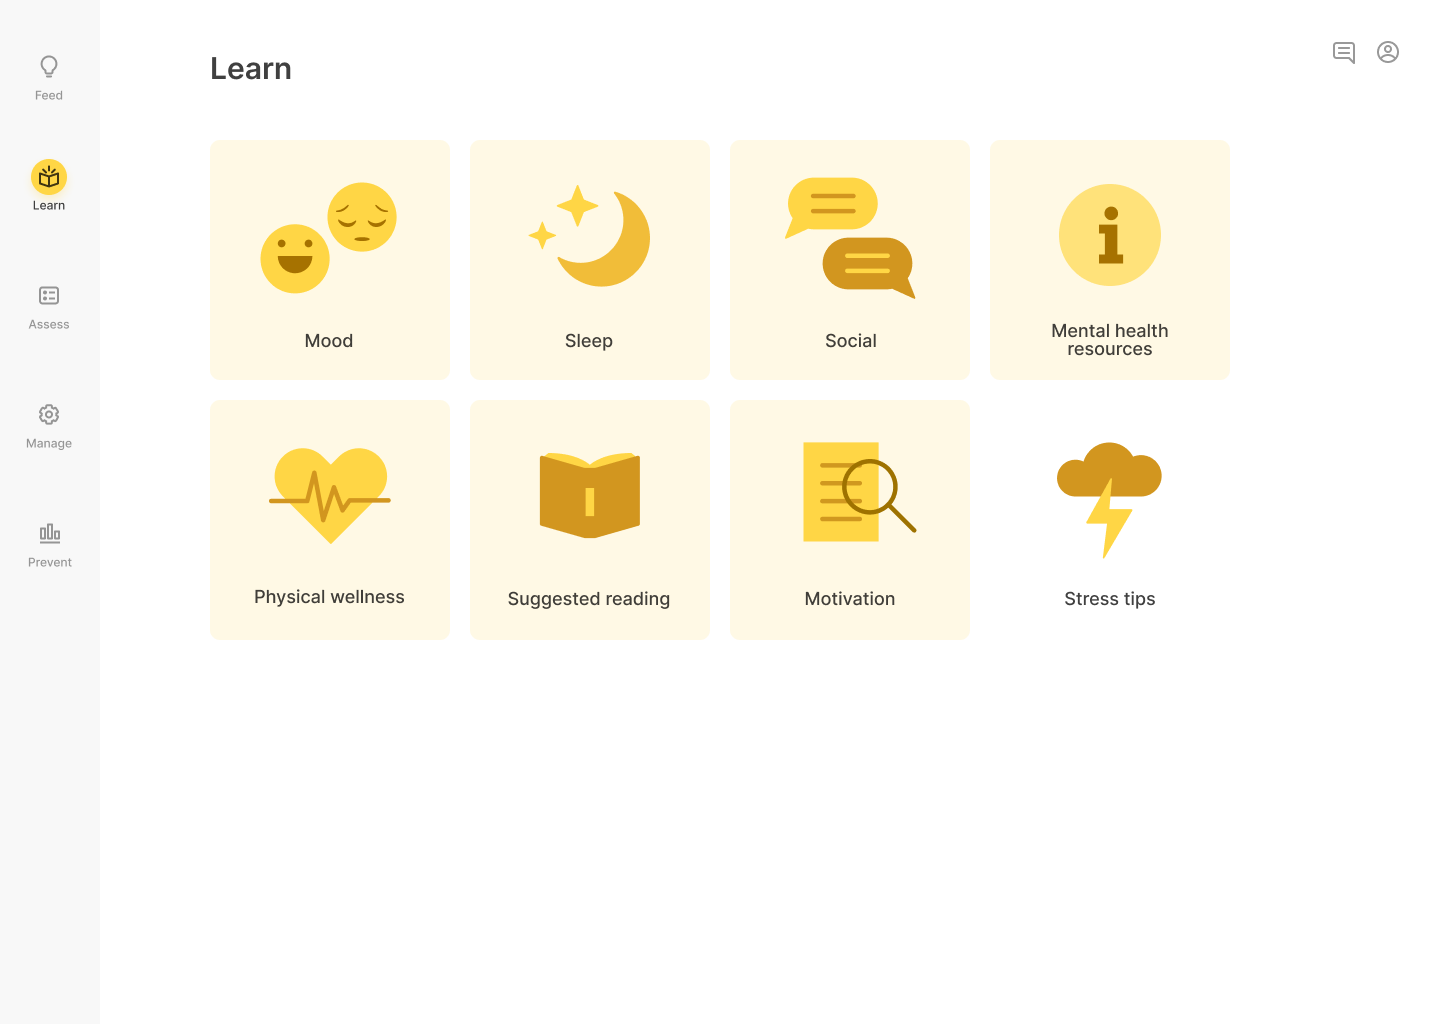 Feed
Learn
Assess
Manage
Prevent
Learn
Mood
Sleep
Social
Mental health
resources
Physical wellness
Suggested reading
Motivation
Stress tips